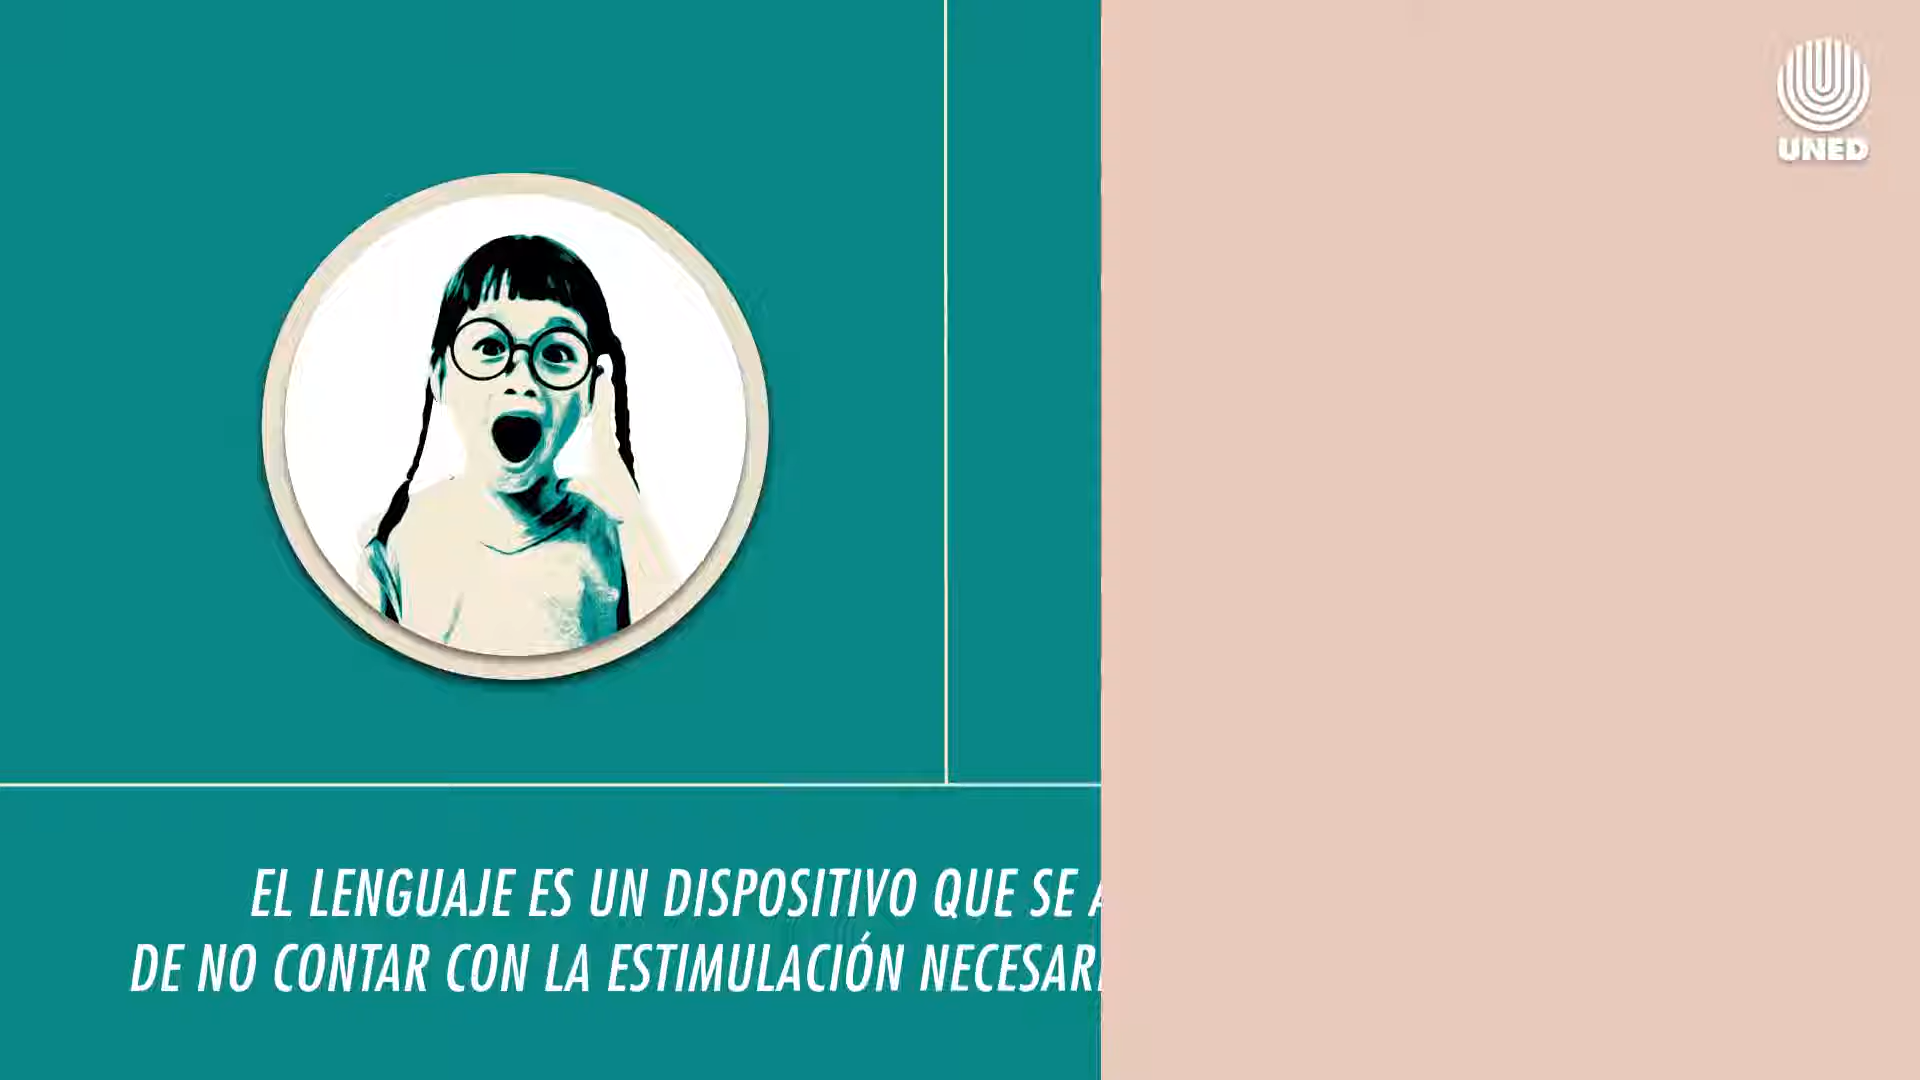 UNED
EL LENGUAJE ES UN DISPOSITIVO QUE SE
DE NO CONTAR CON LA ESTIMULACIÓN